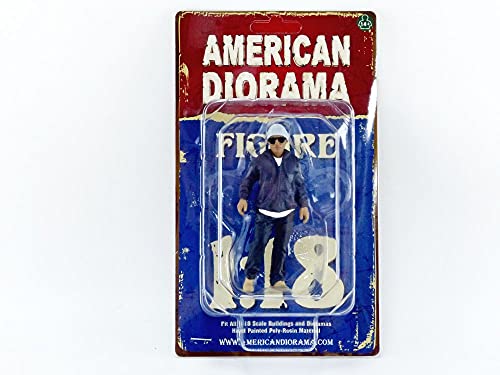 14+
AMERICAN
DIORAMA
FIGURE
1:18
Fit All 1:18 Scale Buildings and Dioramas
Hand Painted Poly-Resin Material
WWW.AMERICANDIORAMA.COM